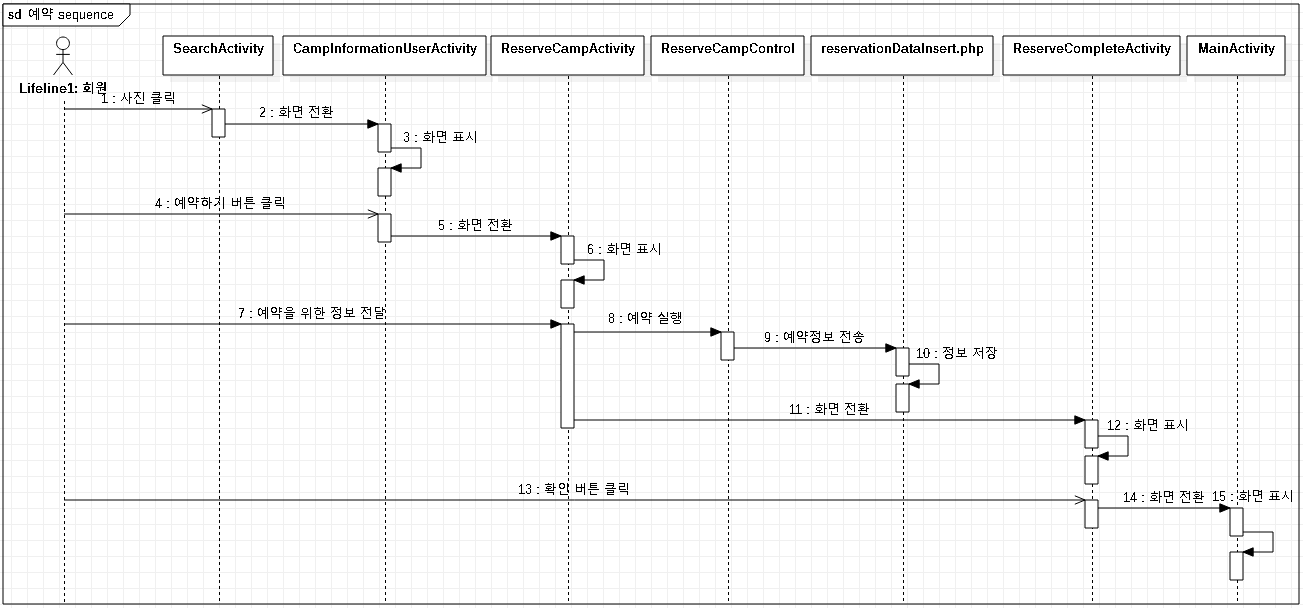 sd 예약 sequence
SearchActivity
CampInformationUserActivity
ReserveCampActivity
ReserveCampControl
reservationDataInsert.php
ReserveCompleteActivity
MainActivity
Lifeline1: 회원
1 : 사진 클릭
2 : 화면 전환
3 : 화면 표시
4 : 예약하기 버튼 클릭
5 : 화면 전환
6 : 화면 표시
7 : 예약을 위한 정보 전달
8 : 예약 실행
9 : 예약정보 전송
10 : 정보 저장
11 : 화면 전환
12 : 화면 표시
13 : 확인 버튼 클릭
14 : 화면 전환
15 : 화면 표시